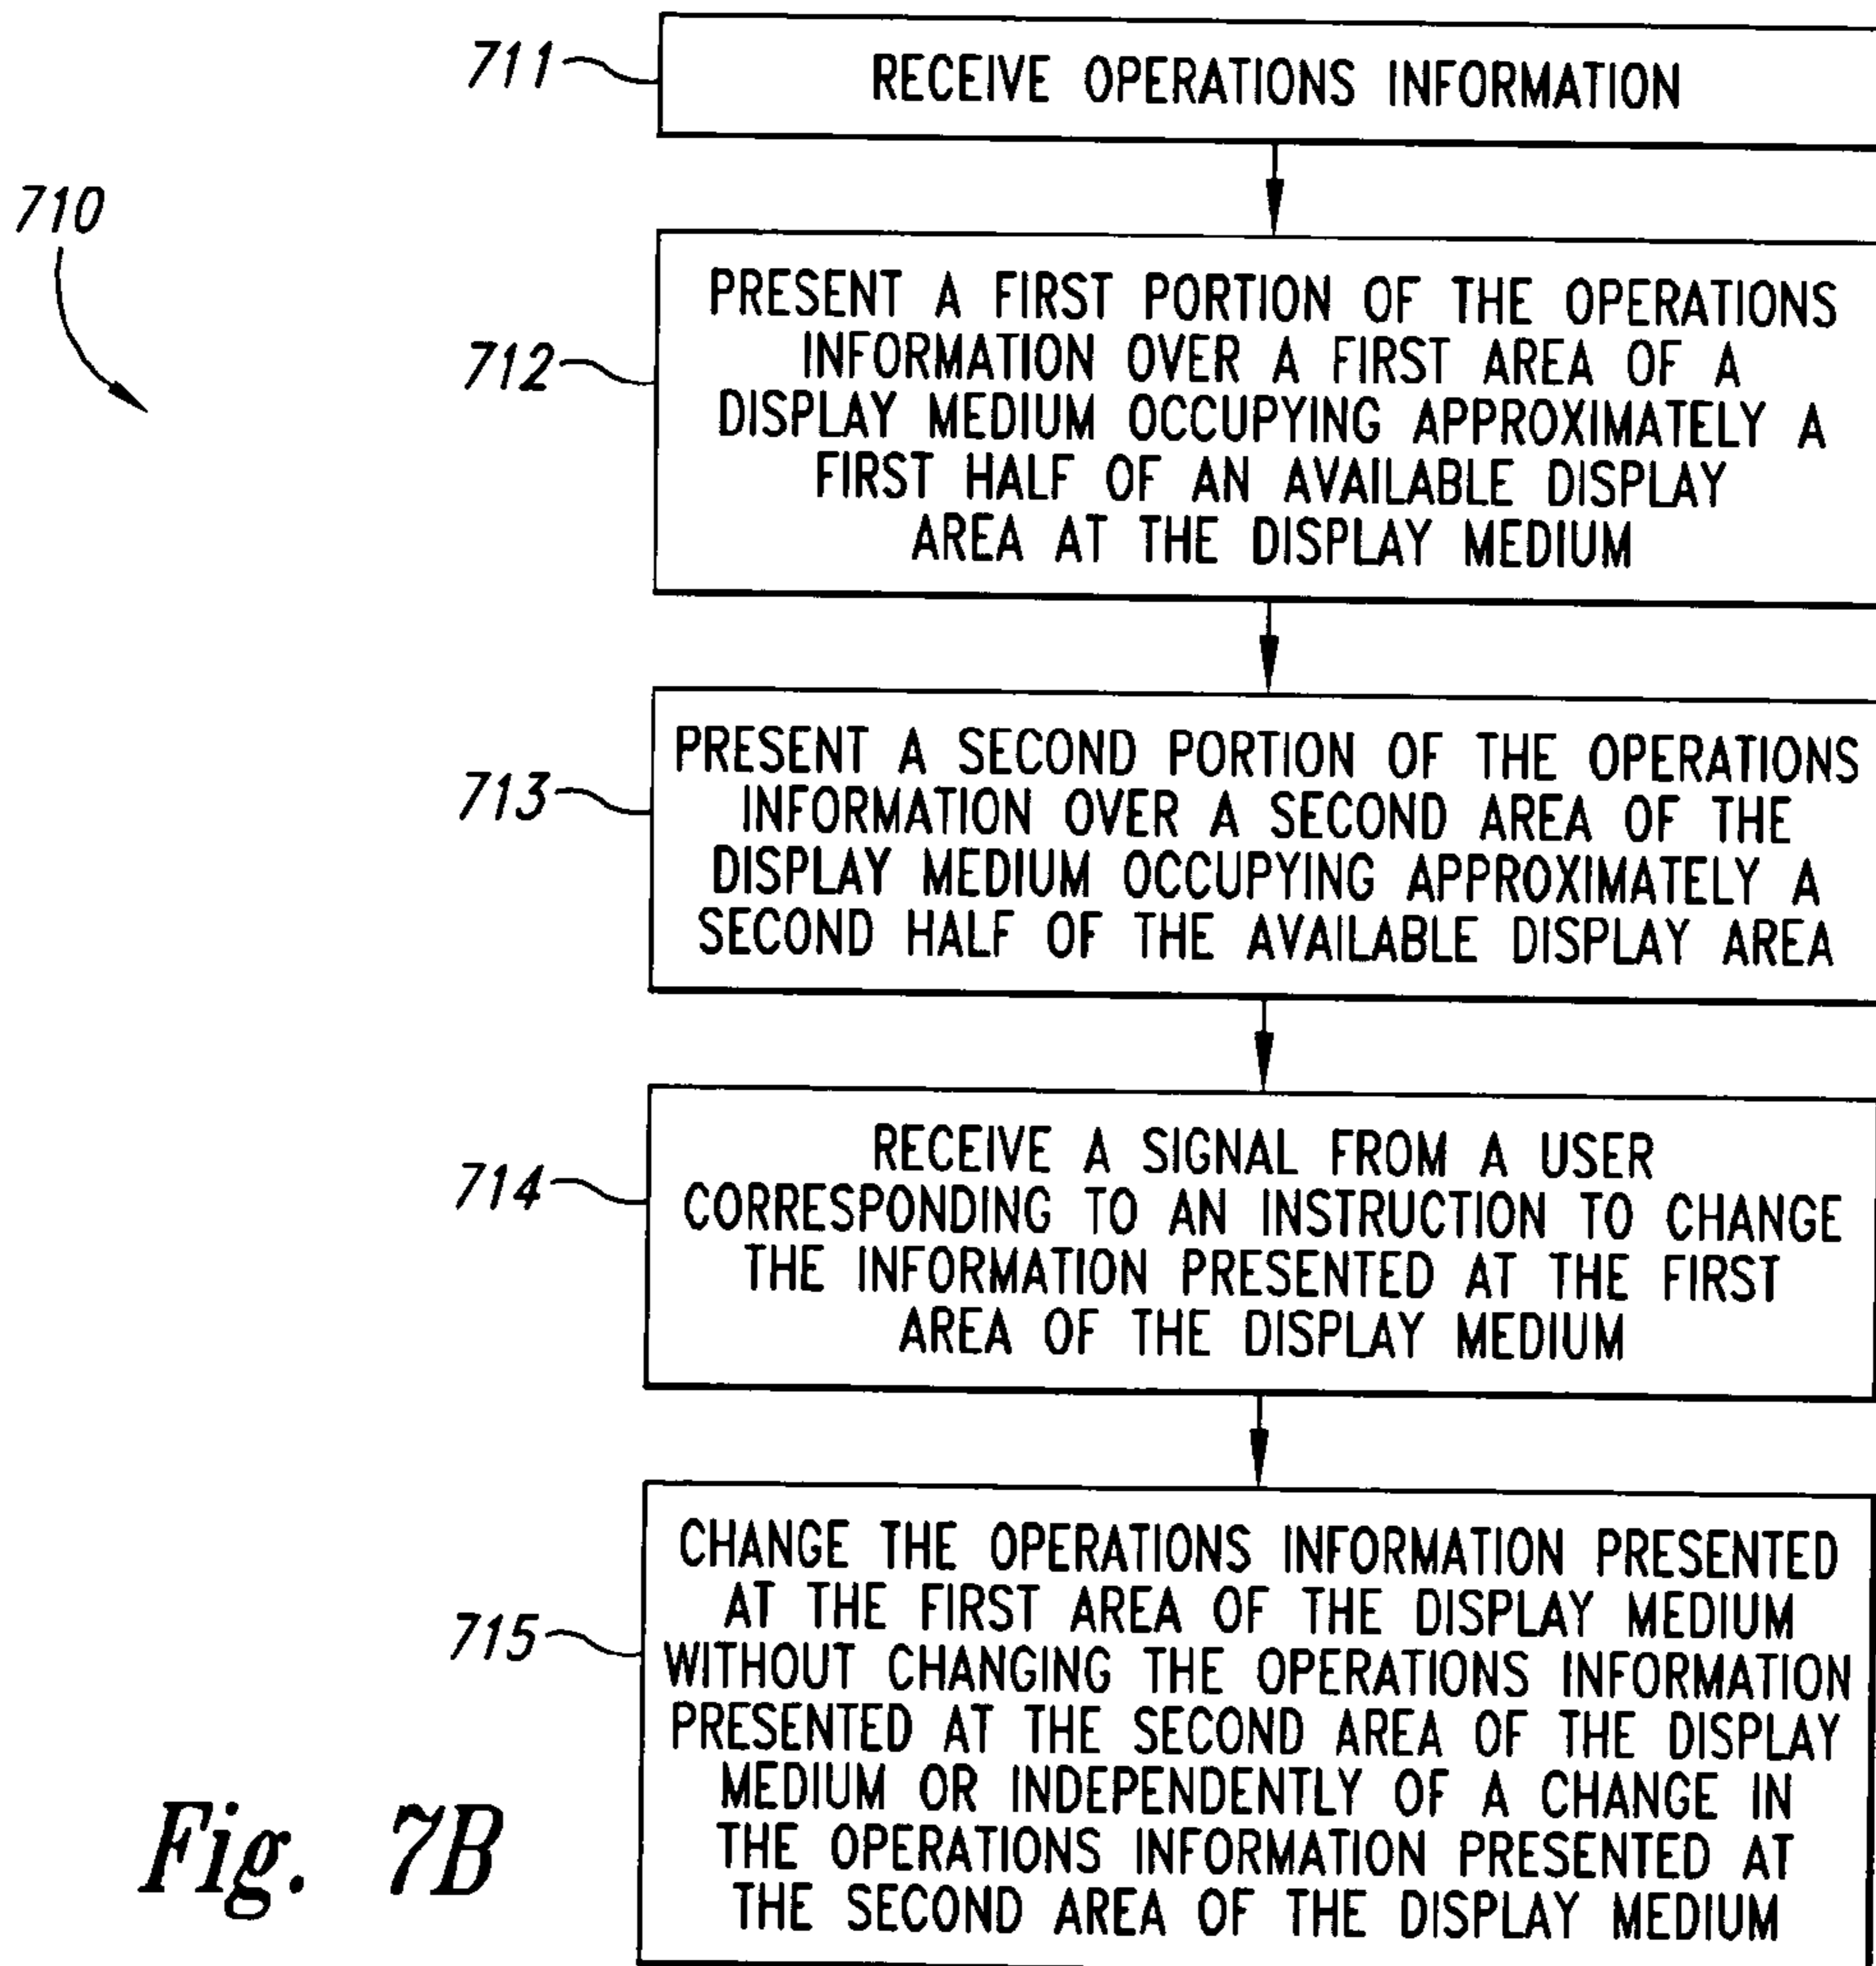 711
RECEIVE OPERATIONS INFORMATION
710
712
PRESENT A FIRST PORTION OF THE OPERATIONS
INFORMATION OVER A FIRST AREA OF A
DISPLAY MEDIUM OCCUPYING APPROXIMATELY A
FIRST HALF OF AN AVAILABLE DISPLAY
AREA AT THE DISPLAY MEDIUM
713
PRESENT A SECOND PORTION OF THE OPERATIONS
INFORMATION OVER A SECOND AREA OF THE
DISPLAY MEDIUM OCCUPYING APPROXIMATELY A
SECOND HALF OF THE AVAILABLE DISPLAY AREA
714
RECEIVE A SIGNAL FROM A USER
CORRESPONDING TO AN INSTRUCTION TO CHANGE
THE INFORMATION PRESENTED AT THE FIRST
AREA OF THE DISPLAY MEDIUM
715
CHANGE THE OPERATIONS INFORMATION PRESENTED
AT THE FIRST AREA OF THE DISPLAY MEDIUM
WITHOUT CHANGING THE OPERATIONS INFORMATION
PRESENTED AT THE SECOND AREA OF THE DISPLAY
MEDIUM OR INDEPENDENTLY OF A CHANGE IN
THE OPERATIONS INFORMATION PRESENTED AT
THE SECOND AREA OF THE DISPLAY MEDIUM
Fig. 7B